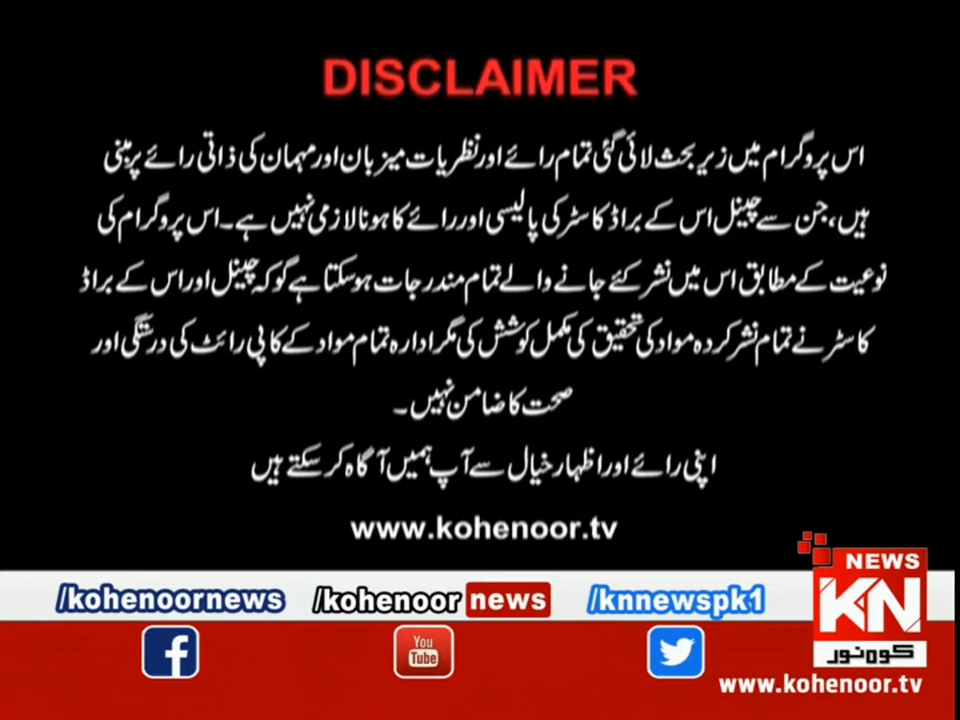 DISCLAIMER
اس پروگرام میں زیر بحث لائی گئی تمام رائے اور نظریات میزبان اور مہمان کی ذاتی رائے پر مبنی
ہیں، جن سے چینل اس کے براڈ کاسٹر کی پالیسی اور رائے کا ہونا لازمی نہیں ہے۔ اس پروگرام کی
نوعیت کے مطابق اس میں نشر کئے جانے والے تمام مندرجات ہو سکتا ہے گو کہ چینل اور اس کے براڈ
کاسٹر نے تمام نشر کردہ مواد کی تحقیق کی مکمل کوشش کی مگر ادارہ تمام مواد کے کاپی رائٹ کی درستگی اور
صحت کا ضامن نہیں۔
اپنی رائے اور اظہار خیال سے آپ ہمیں آگاہ کر سکتے ہیں
www.kohenoor.tv
/kohenoornews /kohenoor news /knnewspk1
You Tube
NEWS
KN
کوہ نور
www.kohenoor.tv